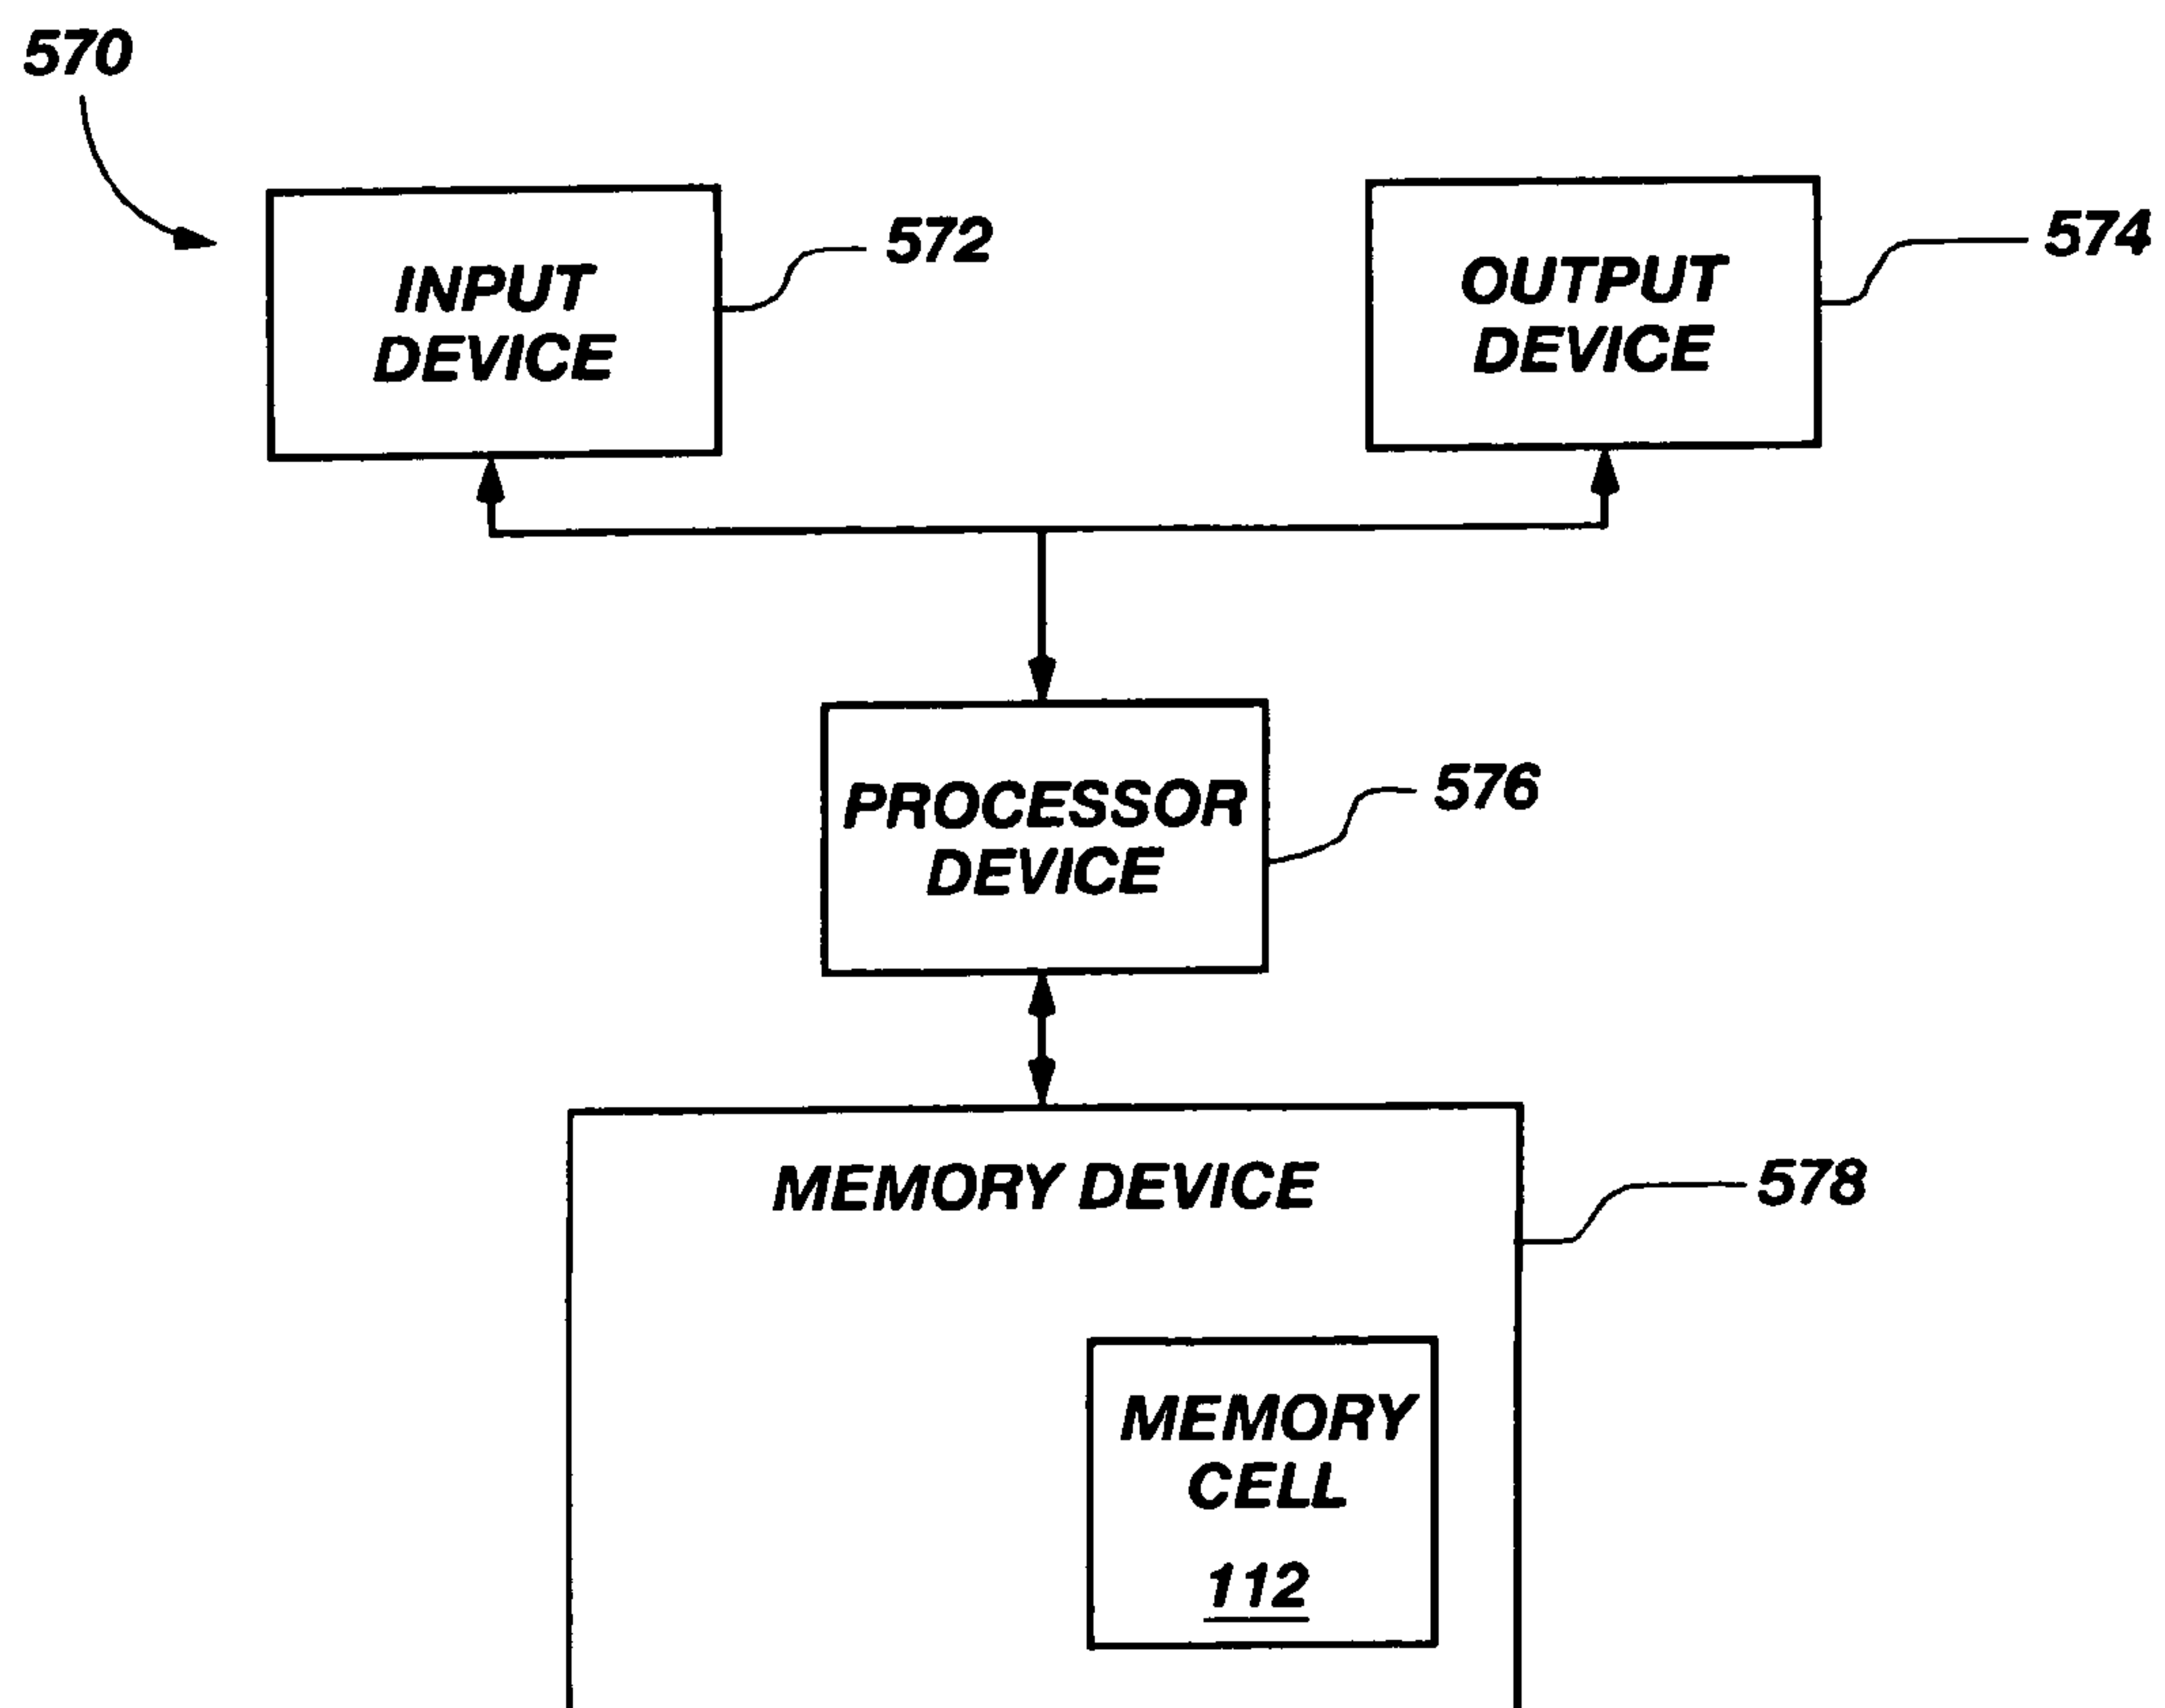 570
INPUT
DEVICE
572
OUTPUT
DEVICE
574
PROCESSOR
DEVICE
576
MEMORY DEVICE
578
MEMORY
CELL
112